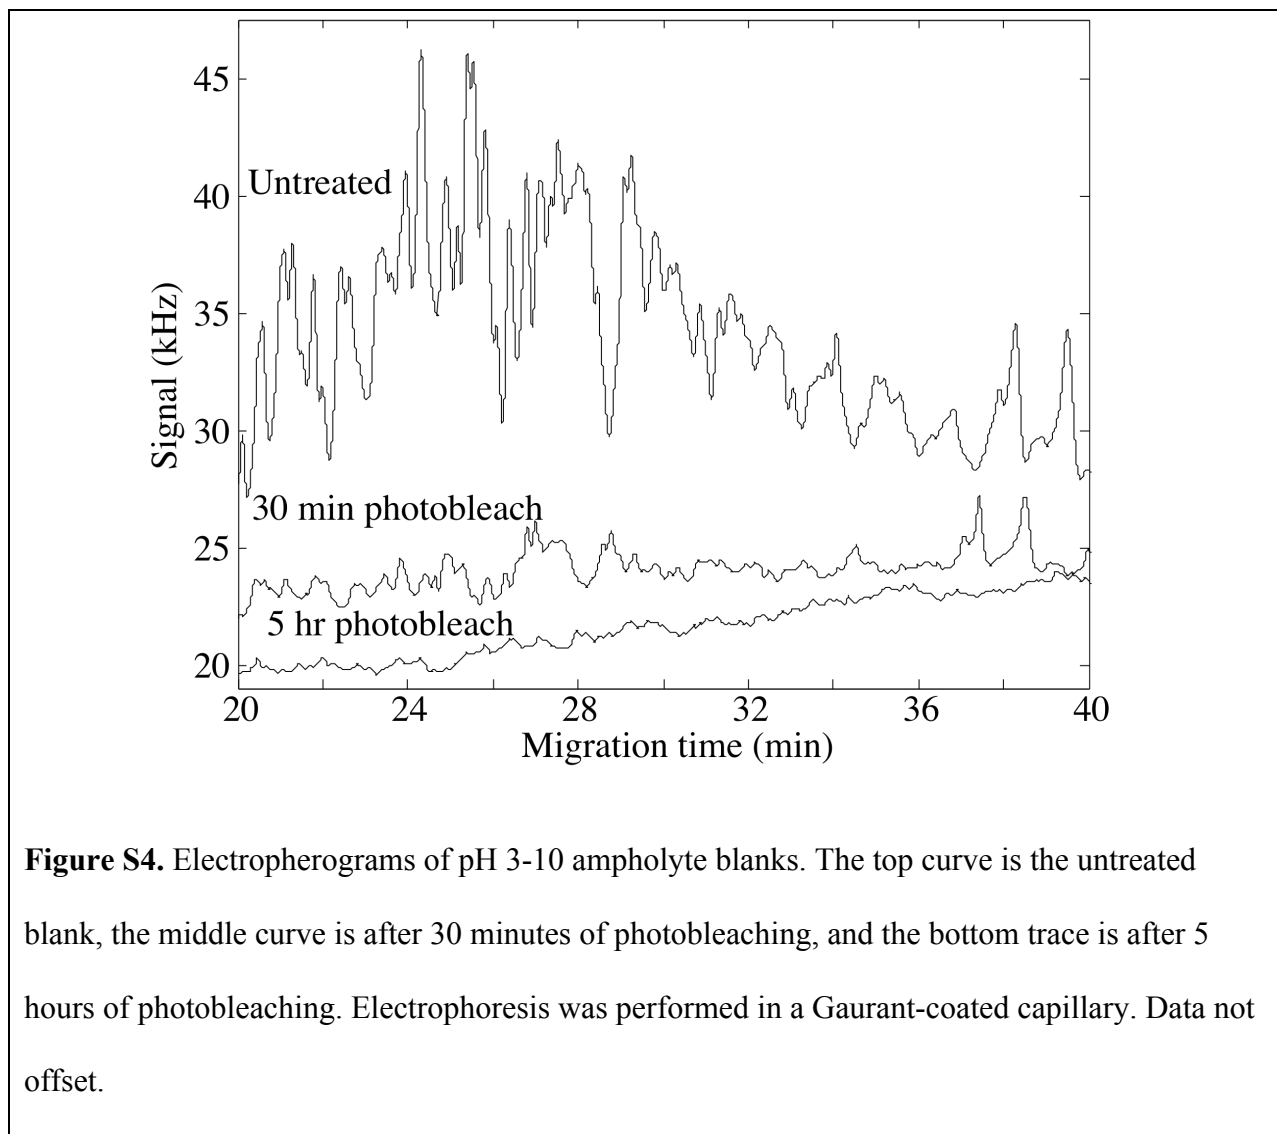 45
Untreated
40
35
Signal (kHz)
30
30 min photobleach
25
5 hr photobleach
20
20 24 28 32 36 40
Migration time (min)
Figure S4. Electropherograms of pH 3-10 ampholyte blanks. The top curve is the untreated
blank, the middle curve is after 30 minutes of photobleaching, and the bottom trace is after 5
hours of photobleaching. Electrophoresis was performed in a Gaurant-coated capillary. Data not
offset.